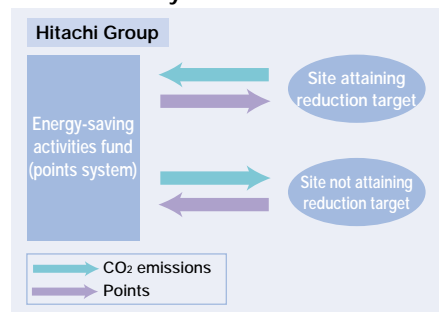 Hitachi Group
Energy-saving
activities fund
(points system)
Site attaining
reduction target
Site not attaining
reduction target
CO₂ emissions
Points